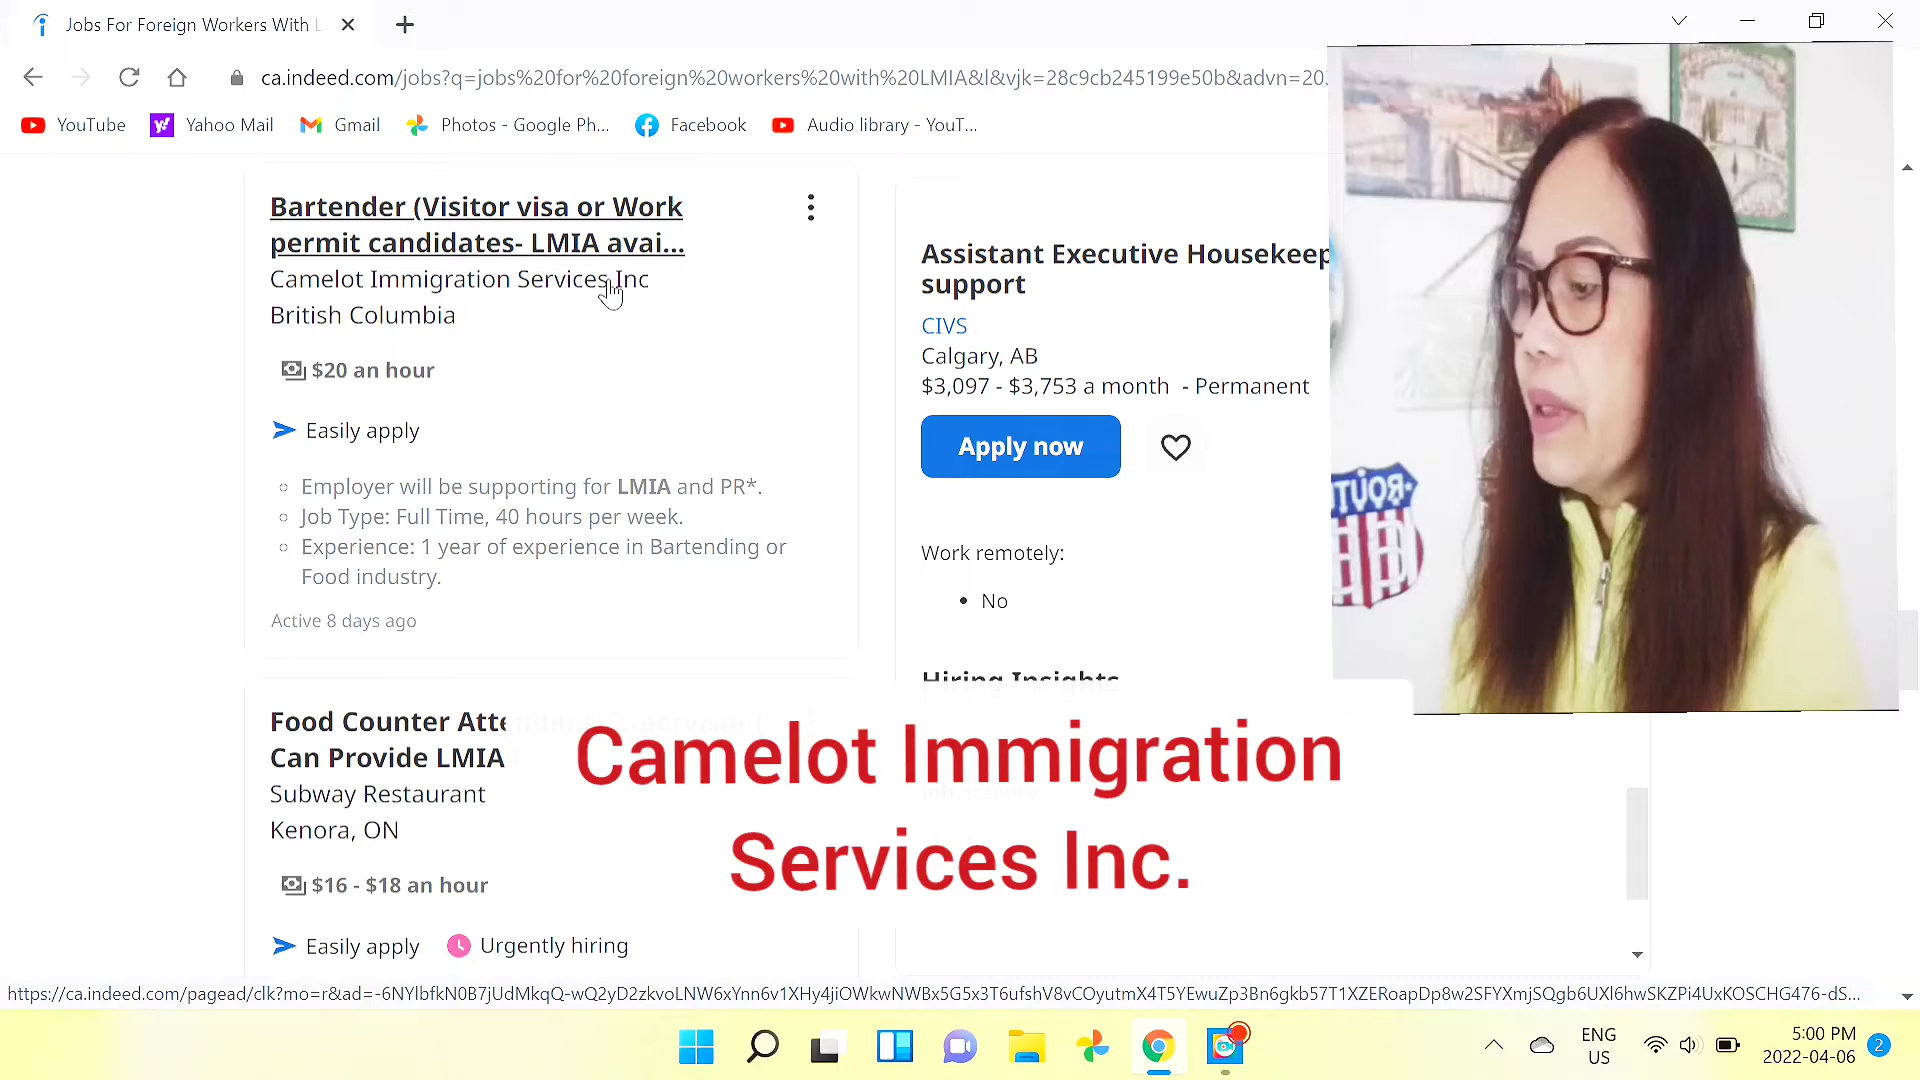 Jobs For Foreign Workers With L
ca.indeed.com/jobs?q=jobs%20for%20foreign%20workers%20with%20LMIA&l&vjk=28c9cb245199e50b&advn=203
YouTube
Yahoo Mail
Gmail
Photos - Google Ph...
Facebook
Audio library - YouT...
Bartender (Visitor visa or Work
permit candidates- LMIA avai...
Camelot Immigration Services Inc
British Columbia
$20 an hour
Easily apply
Employer will be supporting for LMIA and PR*.
Job Type: Full Time, 40 hours per week.
Experience: 1 year of experience in Bartending or
Food industry.
Active 8 days ago
Food Counter Atte
Can Provide LMIA
Subway Restaurant
Kenora, ON
$16 - $18 an hour
Easily apply
Urgently hiring
Assistant Executive Housekeep
support
CIVS
Calgary, AB
$3,097 - $3,753 a month - Permanent
Apply now
Work remotely:
No
Hiring Insights
Job activity
Camelot Immigration
Services Inc.
ENG
US
5:00 PM
2022-04-06
2